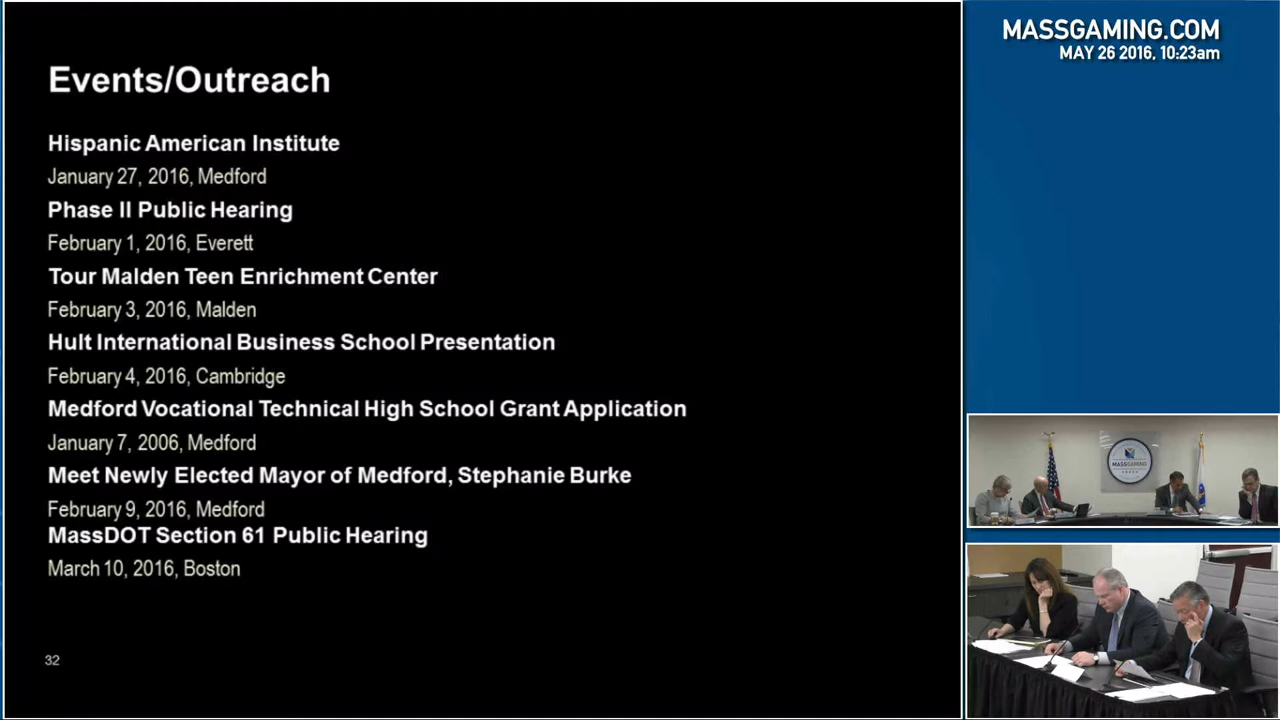 Events/Outreach
Hispanic American Institute
January 27, 2016, Medford
Phase II Public Hearing
February 1, 2016, Everett
Tour Malden Teen Enrichment Center
February 3, 2016, Malden
Hult International Business School Presentation
February 4, 2016, Cambridge
Medford Vocational Technical High School Grant Application
January 7, 2006, Medford
Meet Newly Elected Mayor of Medford, Stephanie Burke
February 9, 2016, Medford
MassDOT Section 61 Public Hearing
March 10, 2016, Boston
32
MASSGAMING.COM
MAY 26 2016, 10:23am
MASSGAMING